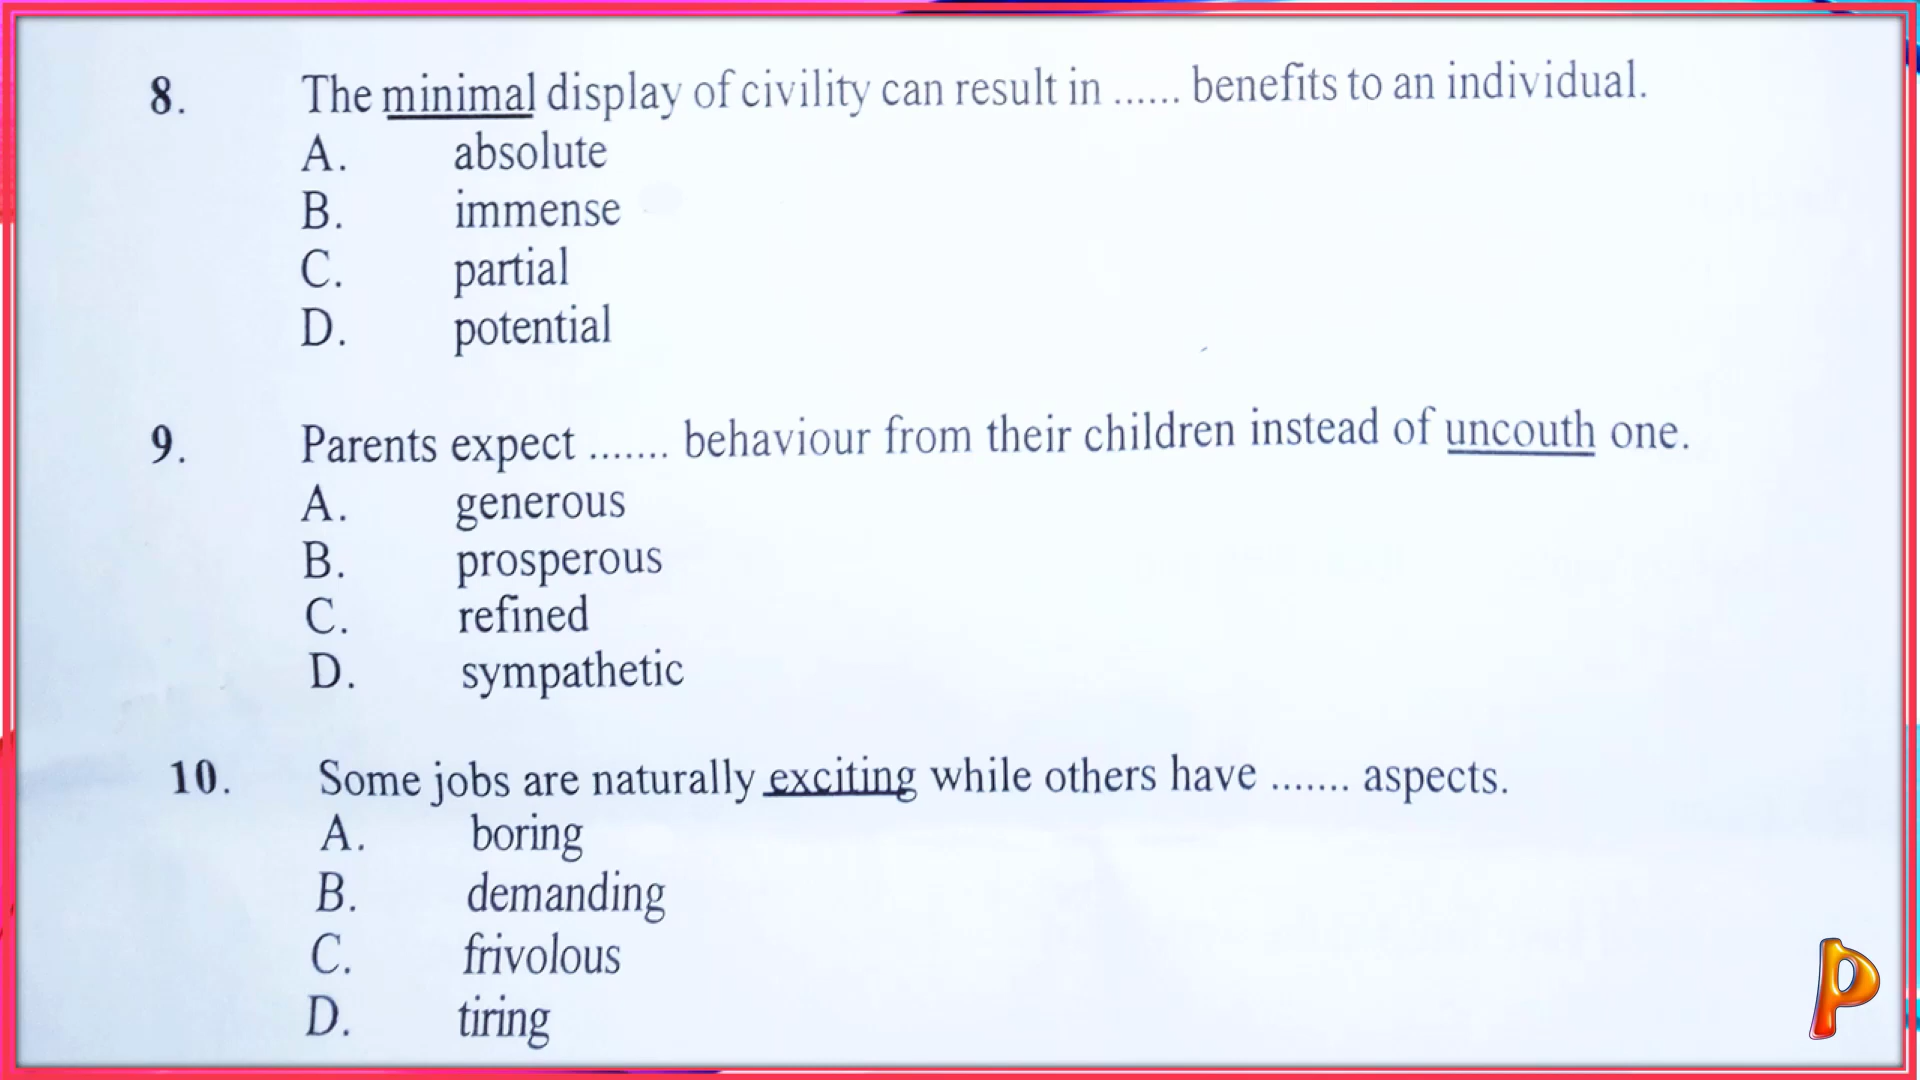 8. The minimal display of civility can result in ...... benefits to an individual.
A. absolute
B. immense
C. partial
D. potential
9. Parents expect ....... behaviour from their children instead of uncouth one.
A. generous
B. prosperous
C. refined
D. sympathetic
10. Some jobs are naturally exciting while others have ....... aspects.
A. boring
B. demanding
C. frivolous
D. tiring
P